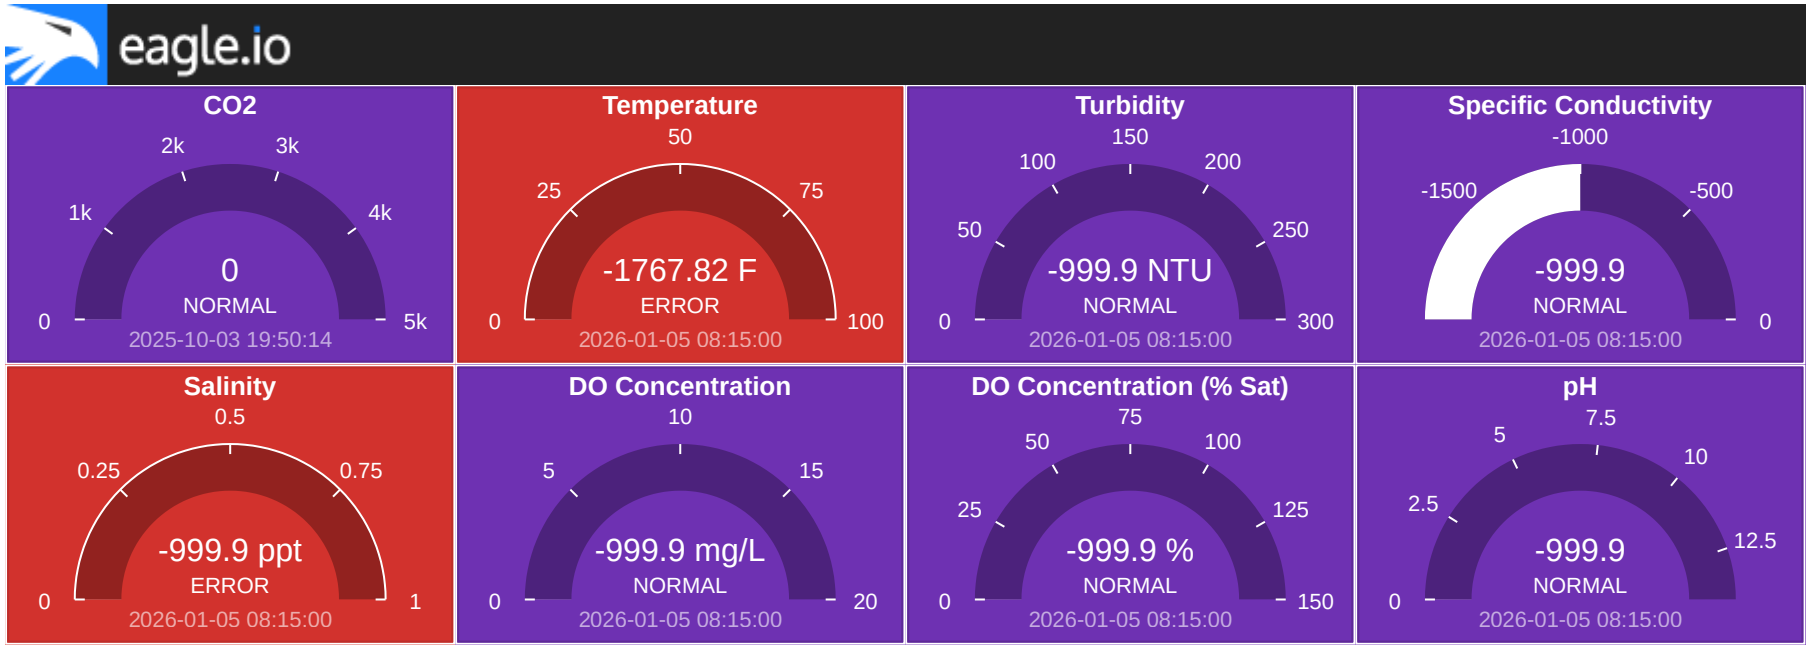 eagle.io
CO2
2k
3k
1k
4k
0
NORMAL
0
5k
2025-10-03 19:50:14
Temperature
50
25
75
-1767.82 F
ERROR
0
100
2026-01-05 08:15:00
Turbidity
150
100
200
50
250
-999.9 NTU
NORMAL
0
300
2026-01-05 08:15:00
Specific Conductivity
-1000
-1500
-500
-999.9
NORMAL
0
2026-01-05 08:15:00
Salinity
0.5
0.25
0.75
-999.9 ppt
ERROR
0
1
2026-01-05 08:15:00
DO Concentration
10
5
15
-999.9 mg/L
NORMAL
0
20
2026-01-05 08:15:00
DO Concentration (% Sat)
75
50
100
25
125
-999.9 %
NORMAL
0
150
2026-01-05 08:15:00
pH
7.5
5
10
2.5
12.5
-999.9
NORMAL
0
2026-01-05 08:15:00